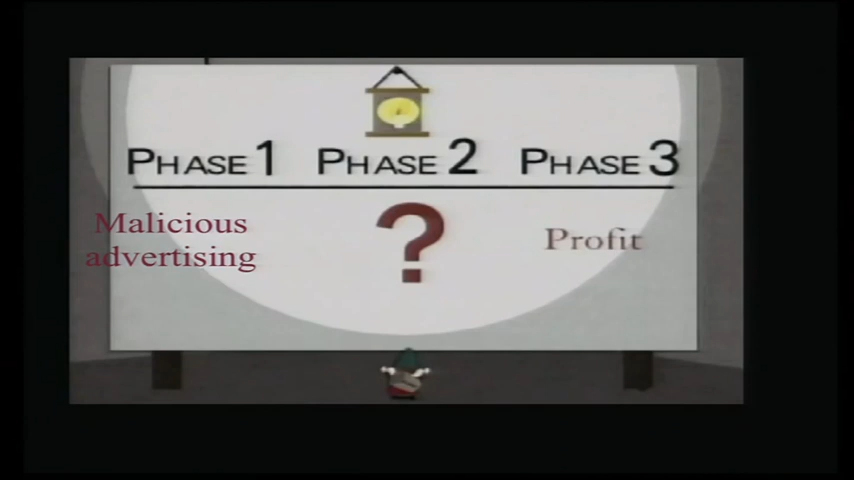 PHASE 1 PHASE 2 PHASE 3
Malicious
advertising
?
Profit